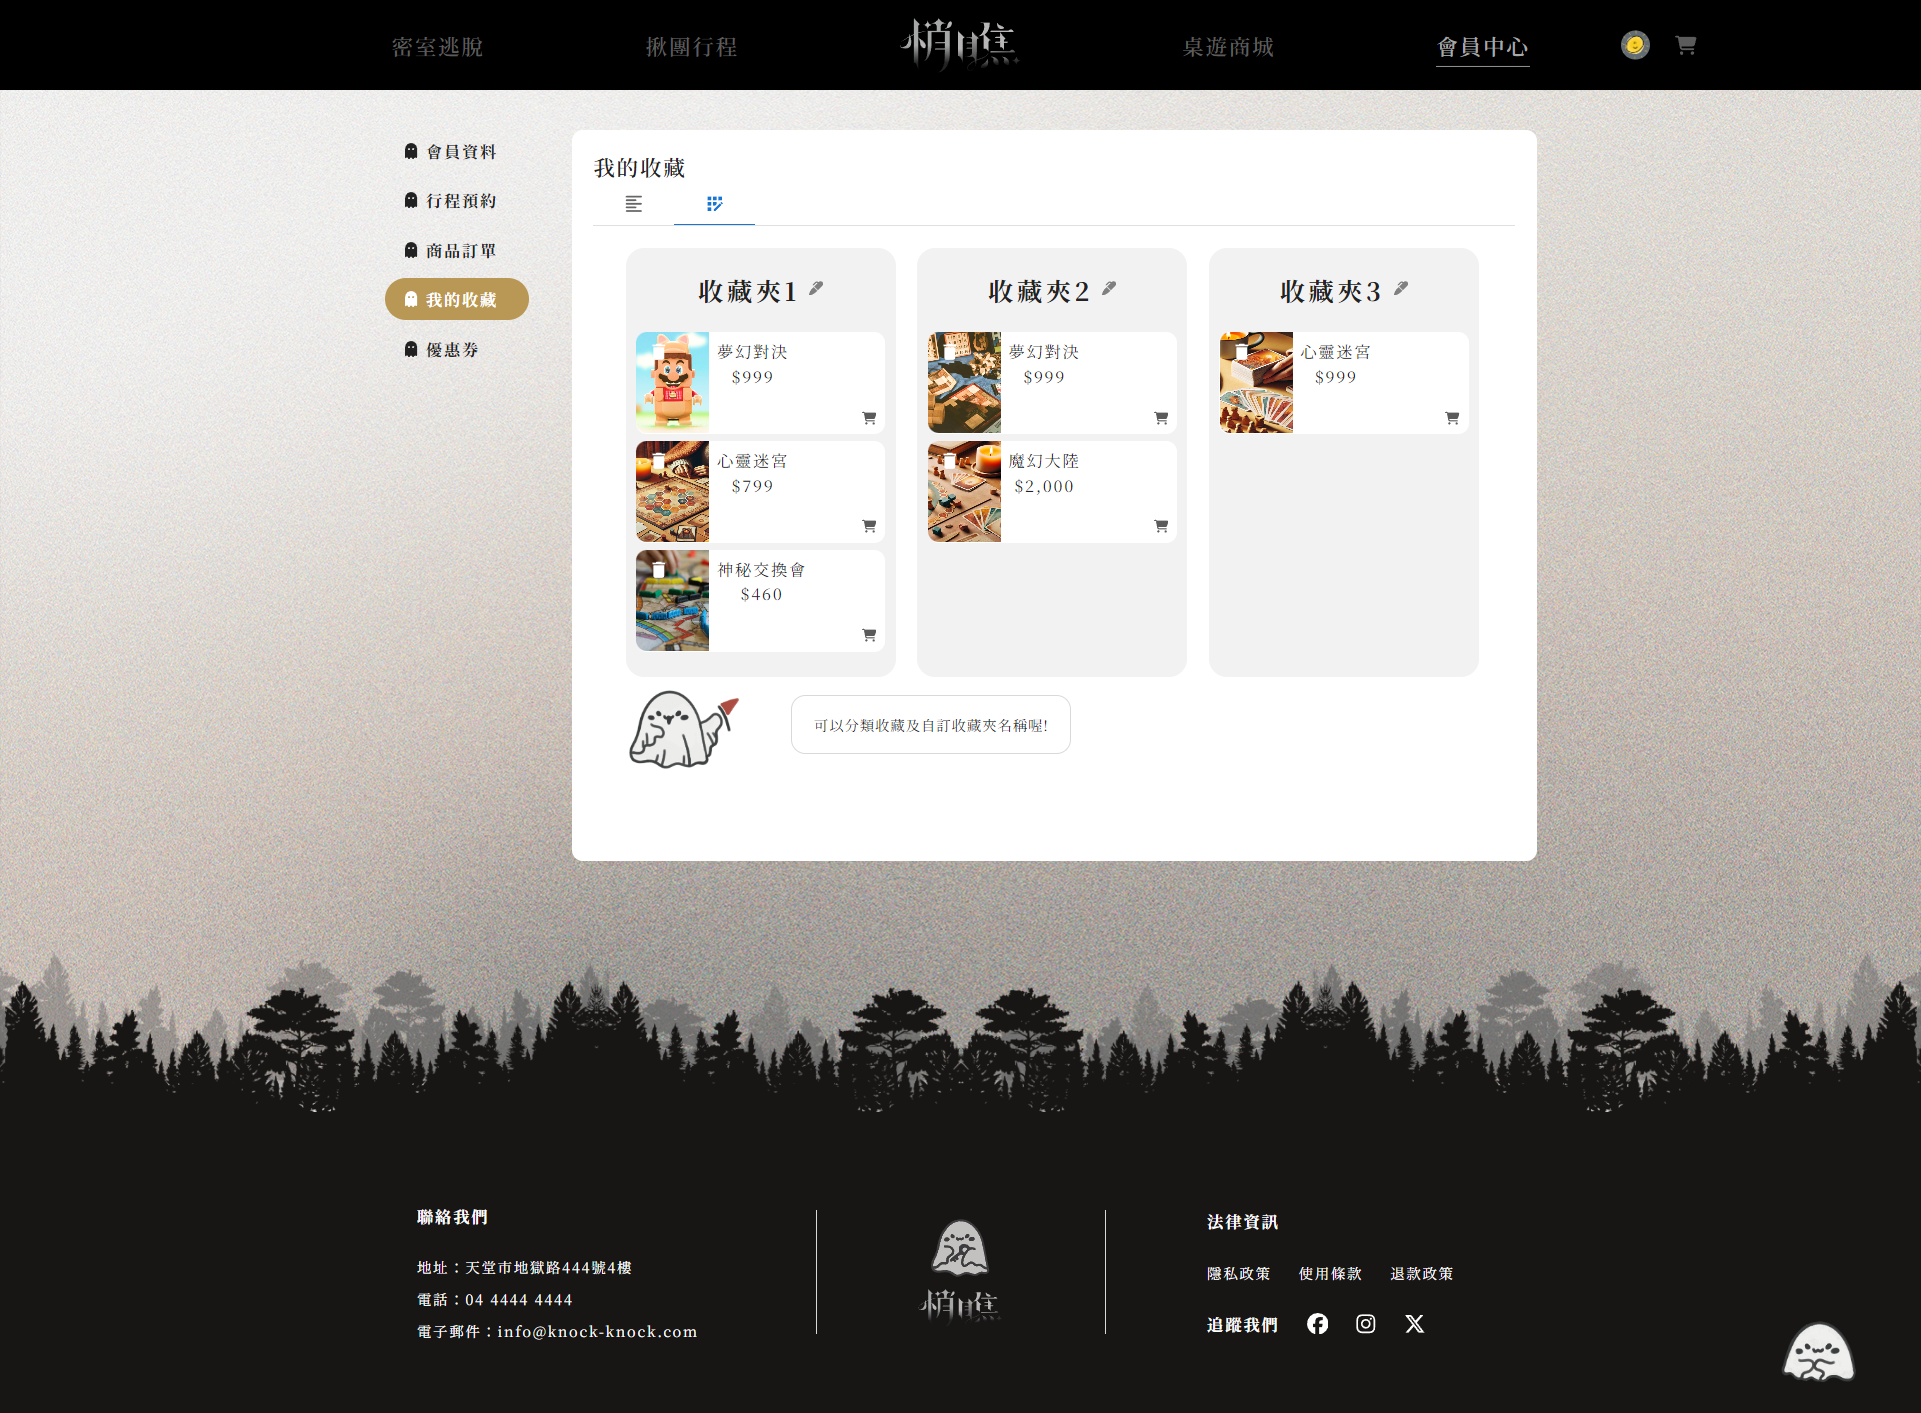 密室逃脫
揪團行程
悄瞧
桌遊商城
會員中心
會員資料
行程預約
商品訂單
我的收藏
優惠券
我的收藏
收藏夾1
夢幻對決
$999
心靈迷宮
$799
神秘交換會
$460
收藏夾2
夢幻對決
$999
魔幻大陸
$2,000
收藏夾3
心靈迷宮
$999
可以分類收藏及自訂收藏夾名稱喔!
聯絡我們
地址：天堂市地獄路444號4樓
電話：04 4444 4444
電子郵件：info@knock-knock.com
悄瞧
法律資訊
隱私政策 使用條款 退款政策
追蹤我們